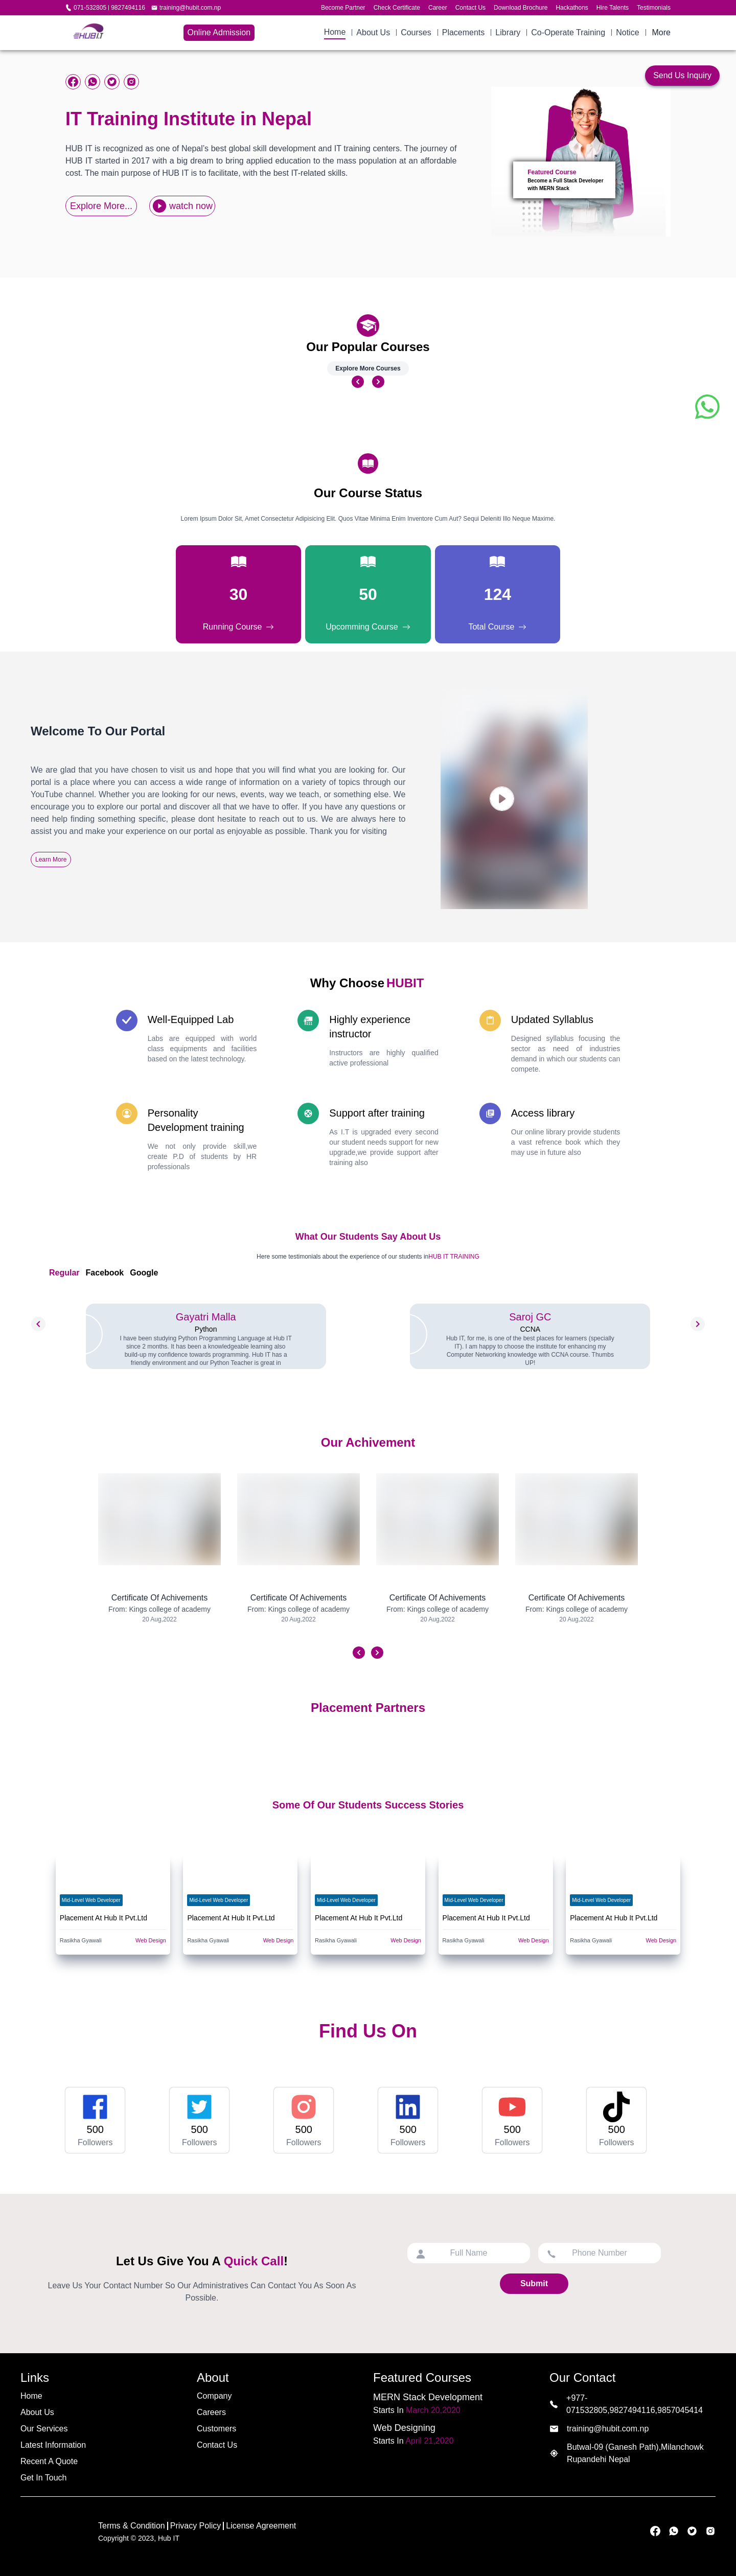 071-532805 | 9827494116 training@hubit.com.np Become Partner Check Certificate Career Contact Us Download Brochure Hackathons Hire Talents Testimonials
HUBIT Online Admission Home About Us Courses Placements Library Co-Operate Training Notice More
Send Us Inquiry
IT Training Institute in Nepal
HUB IT is recognized as one of Nepal's best global skill development and IT training centers. The journey of
HUB IT started in 2017 with a big dream to bring applied education to the mass population at an affordable
cost. The main purpose of HUB IT is to facilitate, with the best IT-related skills.
Explore More... watch now
Featured Course
Become a Full Stack Developer
with MERN Stack
Our Popular Courses
Explore More Courses
Our Course Status
Lorem Ipsum Dolor Sit, Amet Consectetur Adipisicing Elit. Quos Vitae Minima Enim Inventore Cum Aut? Sequi Deleniti Illo Neque Maxime.
30
Running Course
50
Upcomming Course
124
Total Course
Welcome To Our Portal
We are glad that you have chosen to visit us and hope that you will find what you are looking for. Our
portal is a place where you can access a wide range of information on a variety of topics through our
YouTube channel. Whether you are looking for our news, events, way we teach, or something else. We
encourage you to explore our portal and discover all that we have to offer. If you have any questions or
need help finding something specific, please dont hesitate to reach out to us. We are always here to
assist you and make your experience on our portal as enjoyable as possible. Thank you for visiting
Learn More
Why Choose HUBIT
Well-Equipped Lab
Labs are equipped with world
class equipments and facilities
based on the latest technology.
Highly experience
instructor
Instructors are highly qualified
active professional
Updated Syllablus
Designed syllablus focusing the
sector as need of industries
demand in which our students can
compete.
Personality
Development training
We not only provide skill,we
create P.D of students by HR
professionals
Support after training
As I.T is upgraded every second
our student needs support for new
upgrade,we provide support after
training also
Access library
Our online library provide students
a vast refrence book which they
may use in future also
What Our Students Say About Us
Here some testimonials about the experience of our students inHUB IT TRAINING
Regular Facebook Google
Gayatri Malla
Python
I have been studying Python Programming Language at Hub IT
since 2 months. It has been a knowledgeable learning also
build-up my confidence towards programming. Hub IT has a
friendly environment and our Python Teacher is great in
Saroj GC
CCNA
Hub IT, for me, is one of the best places for learners (specially
IT). I am happy to choose the institute for enhancing my
Computer Networking knowledge with CCNA course. Thumbs
UP!
Our Achivement
Certificate Of Achivements
From: Kings college of academy
20 Aug,2022
Certificate Of Achivements
From: Kings college of academy
20 Aug,2022
Certificate Of Achivements
From: Kings college of academy
20 Aug,2022
Certificate Of Achivements
From: Kings college of academy
20 Aug,2022
Placement Partners
Some Of Our Students Success Stories
Mid-Level Web Developer
Placement At Hub It Pvt.Ltd
Rasikha Gyawali Web Design
Mid-Level Web Developer
Placement At Hub It Pvt.Ltd
Rasikha Gyawali Web Design
Mid-Level Web Developer
Placement At Hub It Pvt.Ltd
Rasikha Gyawali Web Design
Mid-Level Web Developer
Placement At Hub It Pvt.Ltd
Rasikha Gyawali Web Design
Mid-Level Web Developer
Placement At Hub It Pvt.Ltd
Rasikha Gyawali Web Design
Find Us On
500
Followers
500
Followers
500
Followers
500
Followers
500
Followers
500
Followers
Let Us Give You A Quick Call!
Leave Us Your Contact Number So Our Administratives Can Contact You As Soon As
Possible.
Full Name Phone Number
Submit
Links
Home
About Us
Our Services
Latest Information
Recent A Quote
Get In Touch
About
Company
Careers
Customers
Contact Us
Featured Courses
MERN Stack Development
Starts In March 20,2020
Web Designing
Starts In April 21,2020
Our Contact
+977-
071532805,9827494116,9857045414
training@hubit.com.np
Butwal-09 (Ganesh Path),Milanchowk
Rupandehi Nepal
Terms & Condition Privacy Policy License Agreement
Copyright © 2023, Hub IT